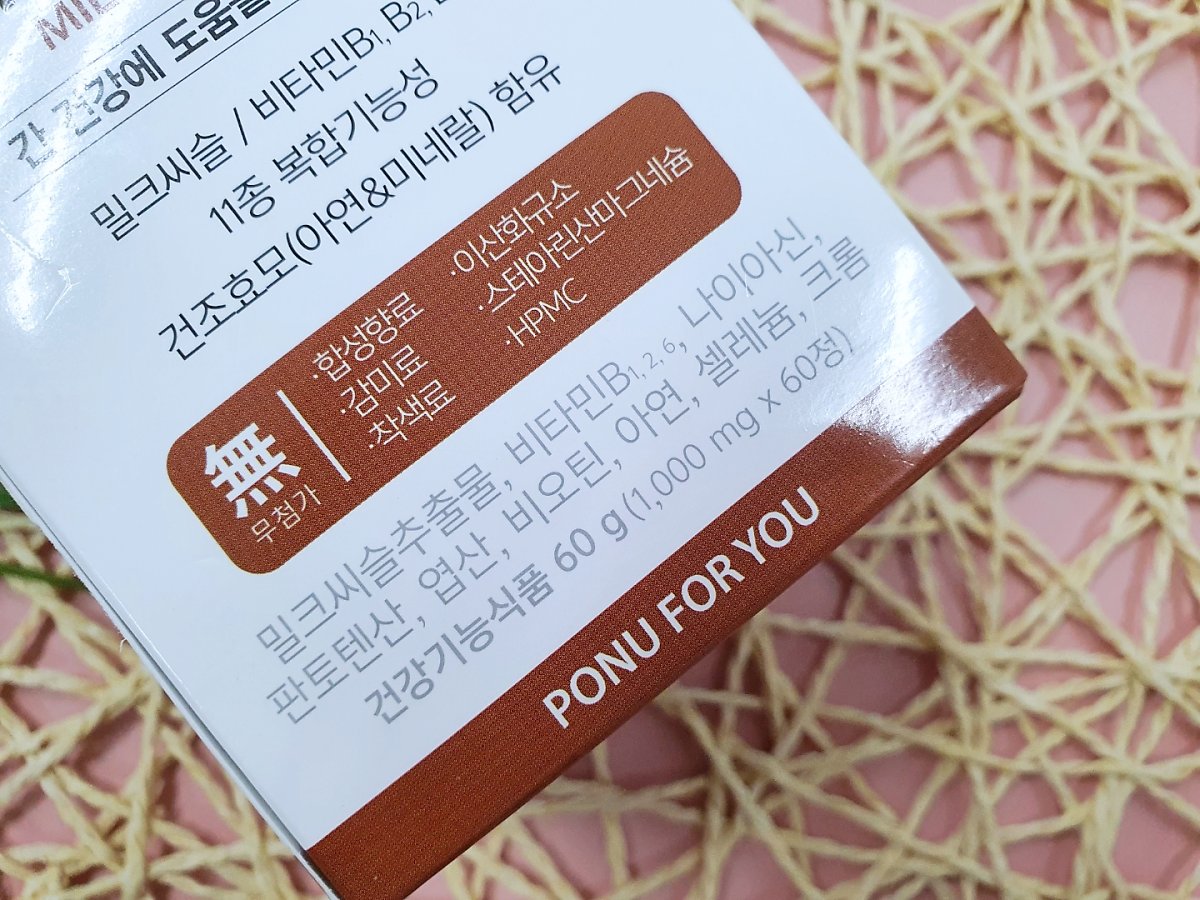 간 건강에 도움을
밀크씨슬 / 비타민B1, B2,
11종 복합기능성
건조효모(아연&미네랄) 함유
無
무첨가
·합성향료
·감미료
·착색료
·이산화규소
·스테아린산마그네슘
·HPMC
밀크씨슬추출물, 비타민B1, 2, 6, 나이아신,
판토텐산, 엽산, 비오틴, 아연, 셀레늄, 크롬
건강기능식품 60 g (1,000 mg x 60정)
PONU FOR YOU